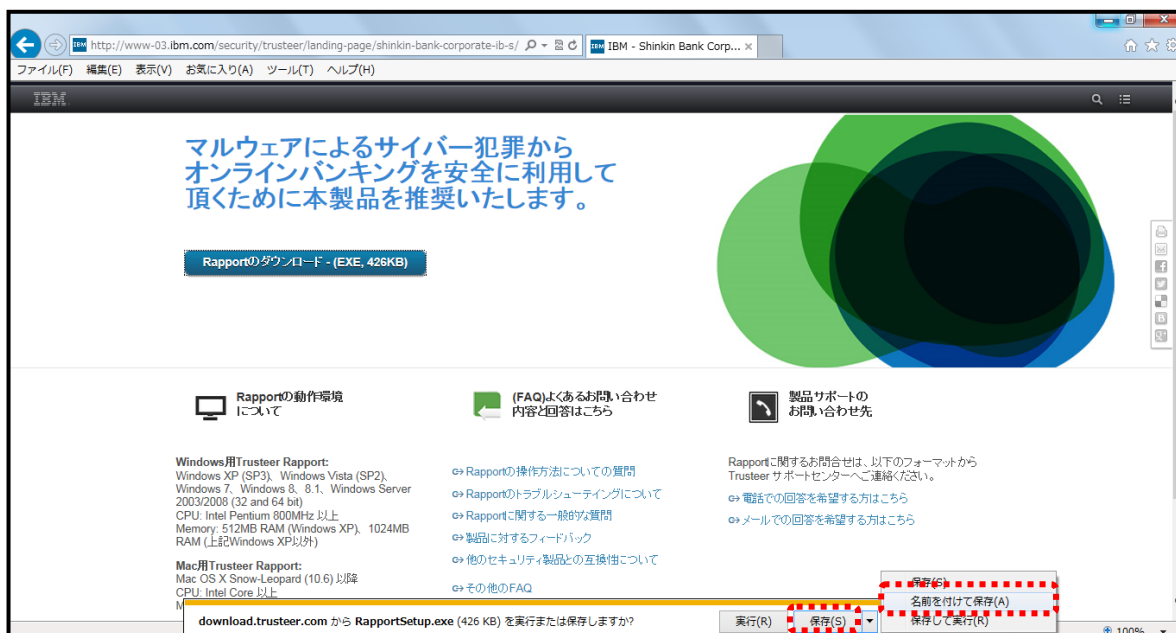 http://www-03.ibm.com/security/trusteer/landing-page/shinkin-bank-corporate-ib-s/
IBM - Shinkin Bank Corp...
ファイル(F) 編集(E) 表示(V) お気に入り(A) ツール(T) ヘルプ(H)
IBM
マルウェアによるサイバー犯罪から
オンラインバンキングを安全に利用して
頂くために本製品を推奨いたします。
Rapportのダウンロード - (EXE, 426KB)
Rapportの動作環境
について
Windows用Trusteer Rapport:
Windows XP (SP3)、Windows Vista (SP2)、
Windows 7、Windows 8、8.1、Windows Server
2003/2008 (32 and 64 bit)
CPU: Intel Pentium 800MHz 以上
Memory: 512MB RAM (Windows XP)、1024MB
RAM (上記Windows XP以外)
Mac用Trusteer Rapport:
Mac OS X Snow-Leopard (10.6) 以降
CPU: Intel Core 以上
(FAQ)よくあるお問い合わせ
内容と回答はこちら
Rapportの操作方法についての質問
Rapportのトラブルシューティングについて
Rapportに関する一般的な質問
製品に対するフィードバック
他のセキュリティ製品との互換性について
その他のFAQ
製品サポートの
お問い合わせ先
Rapportに関するお問合せは、以下のフォーマットから
Trusteer サポートセンターへご連絡ください。
電話での回答を希望する方はこちら
メールでの回答を希望する方はこちら
保存(S)
名前を付けて保存(A)
保存して実行(R)
download.trusteer.com から RapportSetup.exe (426 KB) を実行または保存しますか?
実行(R) 保存(S)
100%